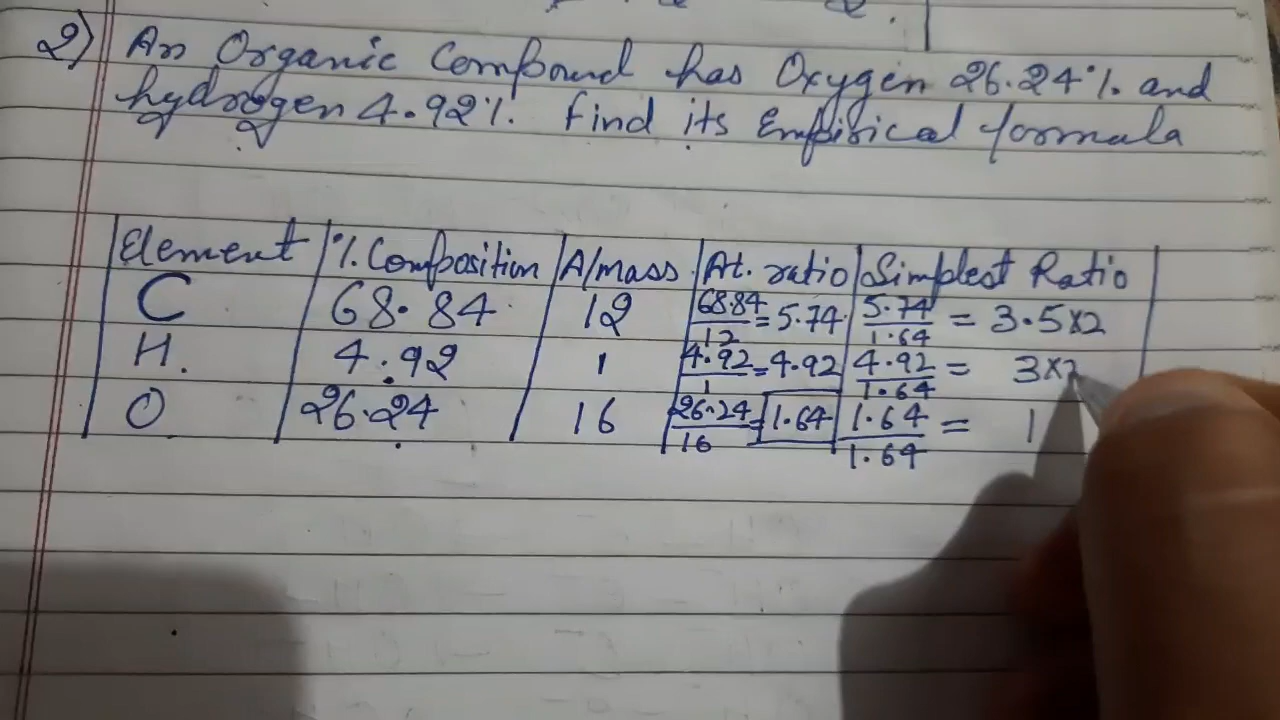 2) An Organic Compound has Oxygen 26.24% and
hydrogen 4.92%. find its Empirical formula
Element %Composition A/mass At. ratio Simplest Ratio
C 68.84 12 68.84/12 = 5.74 5.74/1.64 = 3.5×2
H. 4.92 1 4.92/1 = 4.92 4.92/1.64 = 3×2
O 26.24 16 26.24/16 = 1.64 1.64/1.64 = 1